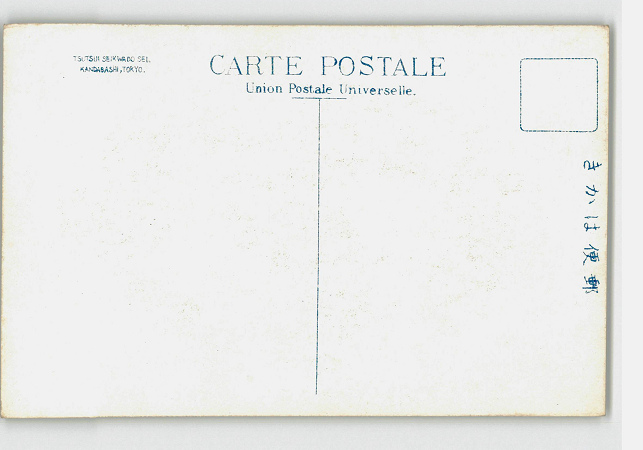 TSUTSUI SEIKWADO SEI.
KANDABASHI, TOKYO.
CARTE POSTALE
Union Postale Universelle.
きかは便郵